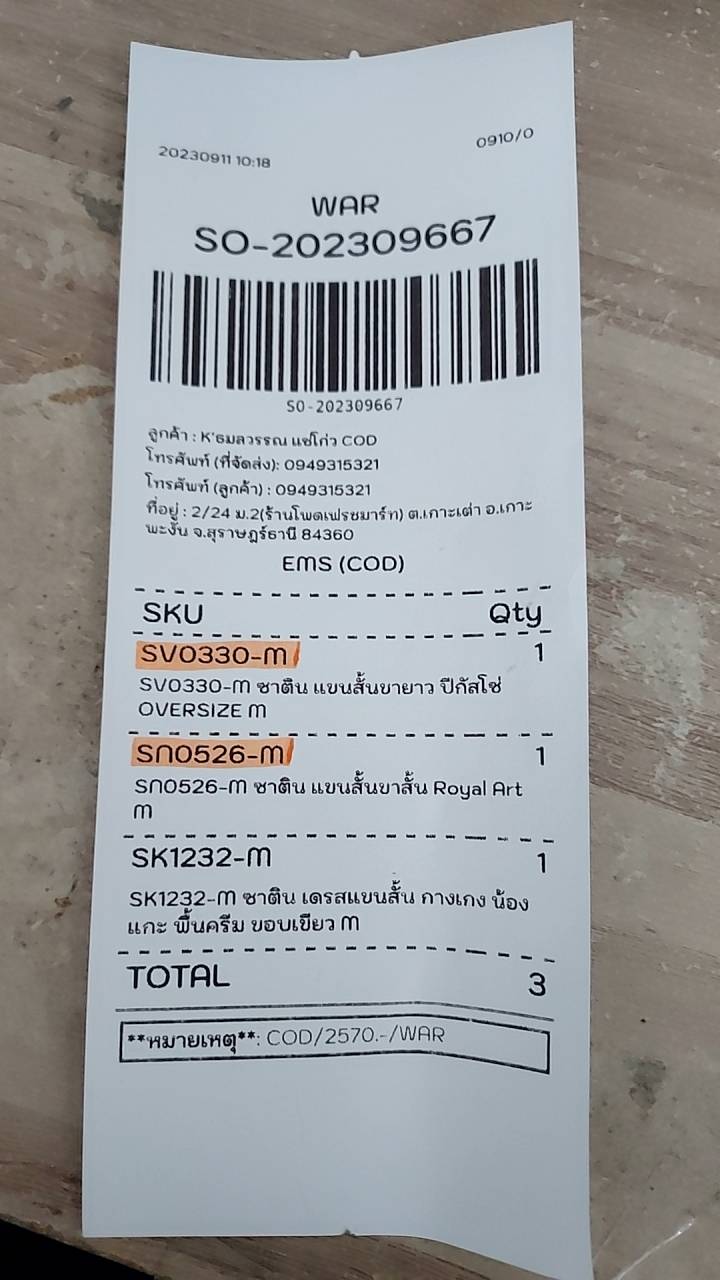 20230911 10:18
0910/0
WAR
SO-202309667
SO-202309667
ลูกค้า : K'ธมลวรรณ แซ่โก่ว COD
โทรศัพท์ (ที่จัดส่ง): 0949315321
โทรศัพท์ (ลูกค้า) : 0949315321
ที่อยู่ : 2/24 ม.2(ร้านโพดเฟรชมาร์ท) ต.เกาะเต่า อ.เกาะ
พะงัน จ.สุราษฎร์ธานี 84360
EMS (COD)
SKU Qty
SV0330-M 1
SV0330-M ซาติน แขนสั้นขายาว ปีกัสโซ่
OVERSIZE M
SN0526-M 1
SN0526-M ซาติน แขนสั้นขาสั้น Royal Art
M
SK1232-M 1
SK1232-M ซาติน เดรสแขนสั้น กางเกง น้อง
แกะ พื้นครีม ขอบเขียว M
TOTAL 3
**หมายเหตุ**: COD/2570.-/WAR